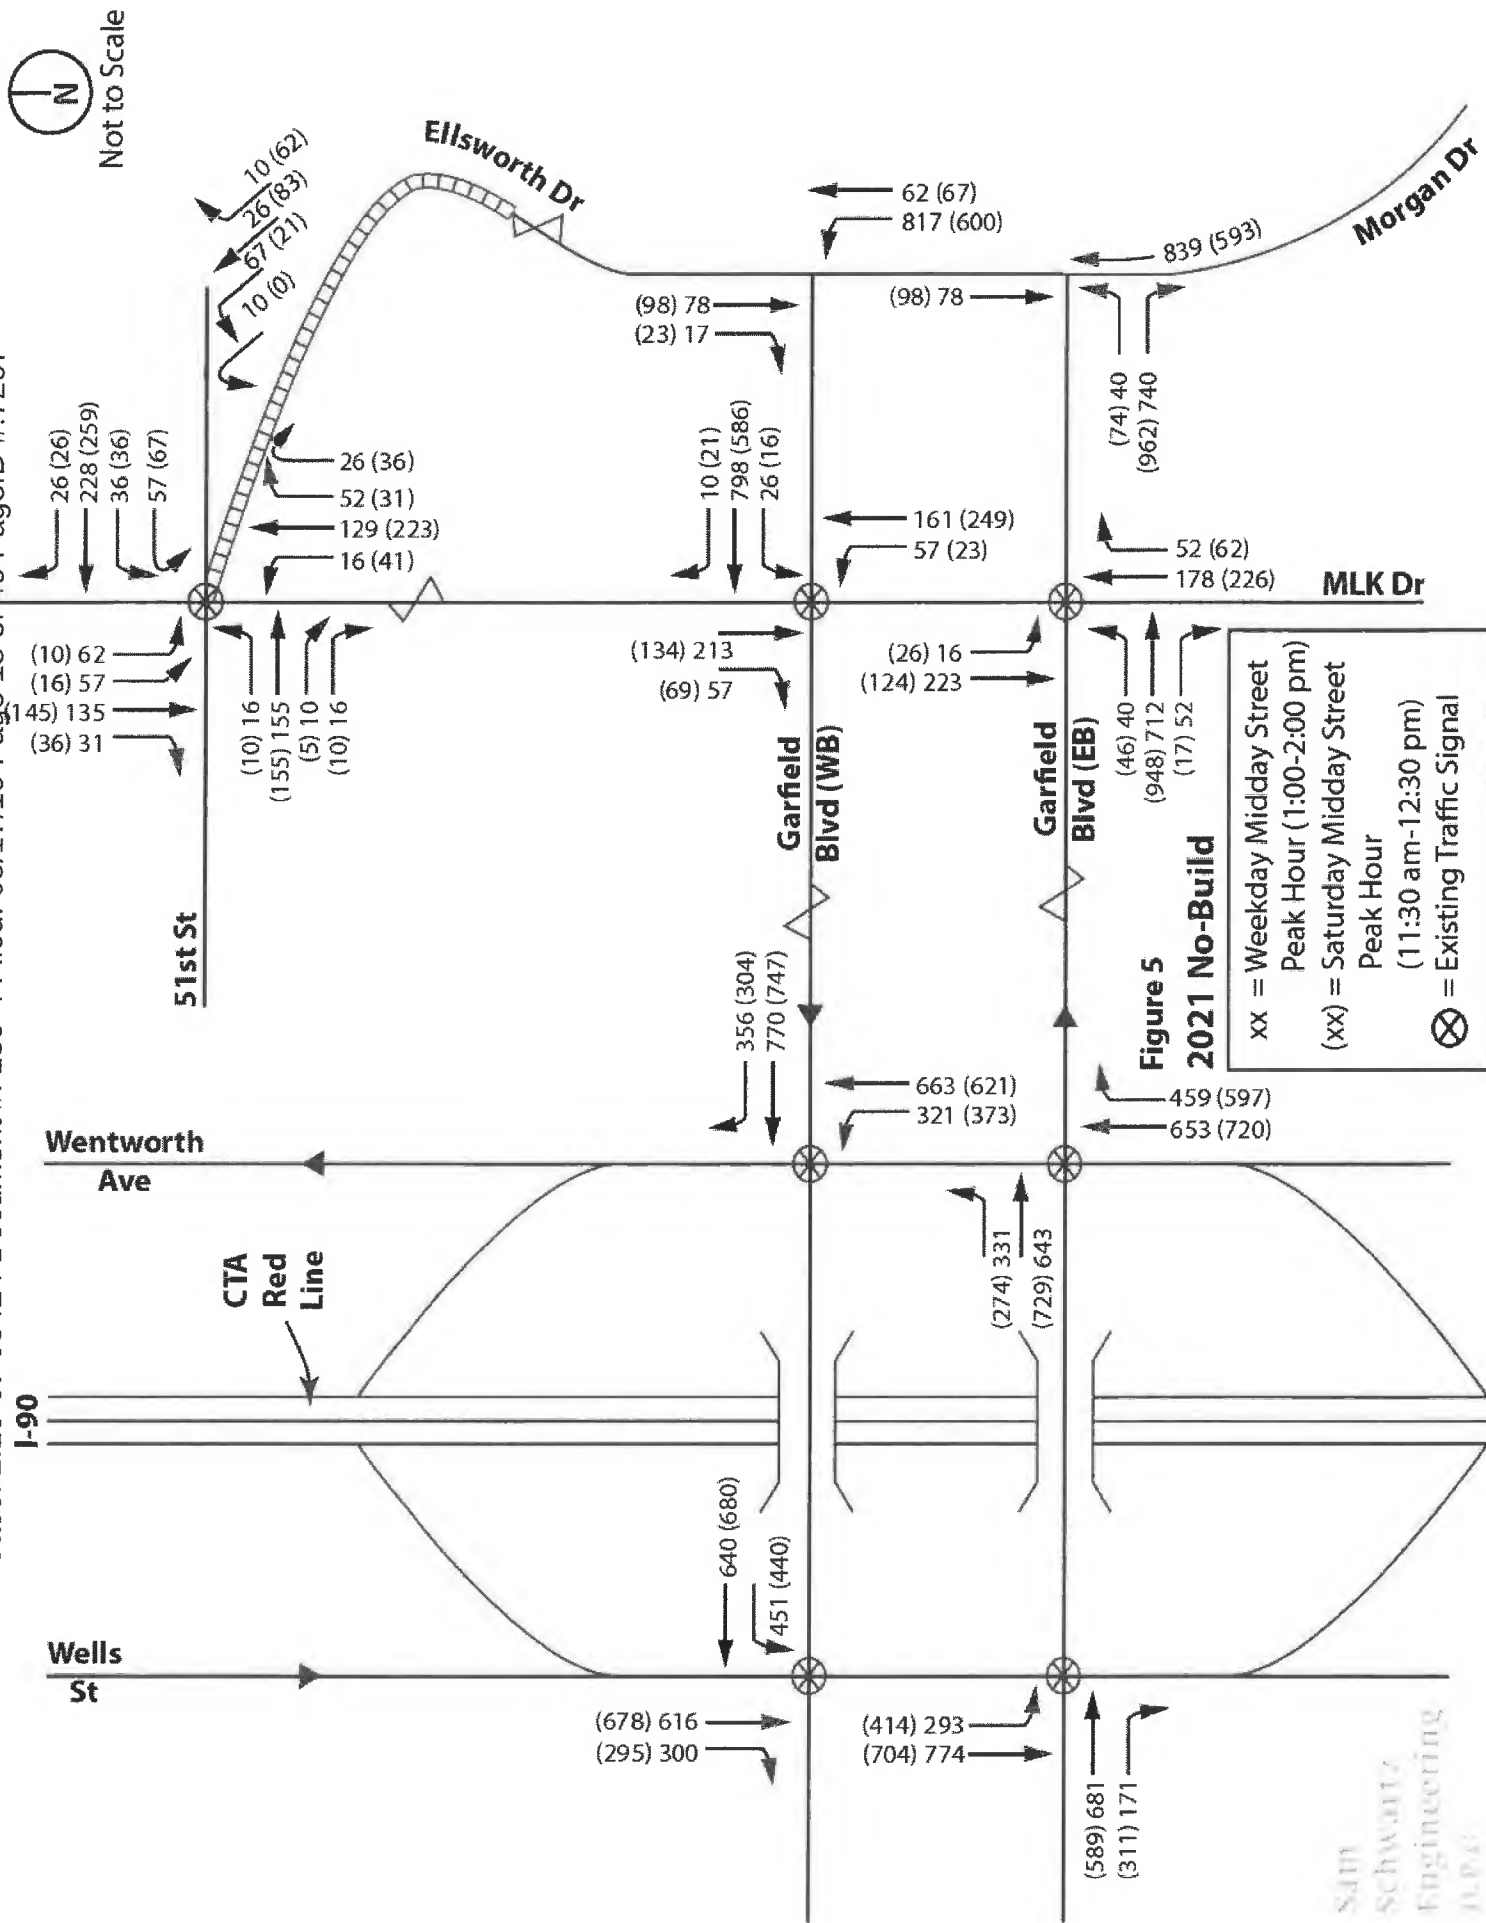 N
Not to Scale
I-90
Wells
St
Wentworth
Ave
CTA
Red
Line
51st St
Ellsworth Dr
Morgan Dr
MLK Dr
Garfield
Blvd (WB)
Garfield
Blvd (EB)
26 (26)
228 (259)
36 (36)
57 (67)
10 (62)
26 (83)
67 (21)
10 (0)
(10) 62
(16) 57
(145) 135
(36) 31
(10) 16
(155) 155
(5) 10
(10) 16
26 (36)
52 (31)
129 (223)
16 (41)
(98) 78
(23) 17
62 (67)
817 (600)
(98) 78
839 (593)
(74) 40
(962) 740
10 (21)
798 (586)
26 (16)
161 (249)
57 (23)
(134) 213
(69) 57
(26) 16
(124) 223
52 (62)
178 (226)
(46) 40
(948) 712
(17) 52
356 (304)
770 (747)
663 (621)
321 (373)
(274) 331
(729) 643
459 (597)
653 (720)
640 (680)
451 (440)
(678) 616
(295) 300
(414) 293
(704) 774
(589) 681
(311) 171
Figure 5
2021 No-Build
xx = Weekday Midday Street
Peak Hour (1:00-2:00 pm)
(xx) = Saturday Midday Street
Peak Hour
(11:30 am-12:30 pm)
= Existing Traffic Signal
Sam
Schwartz
Engineering